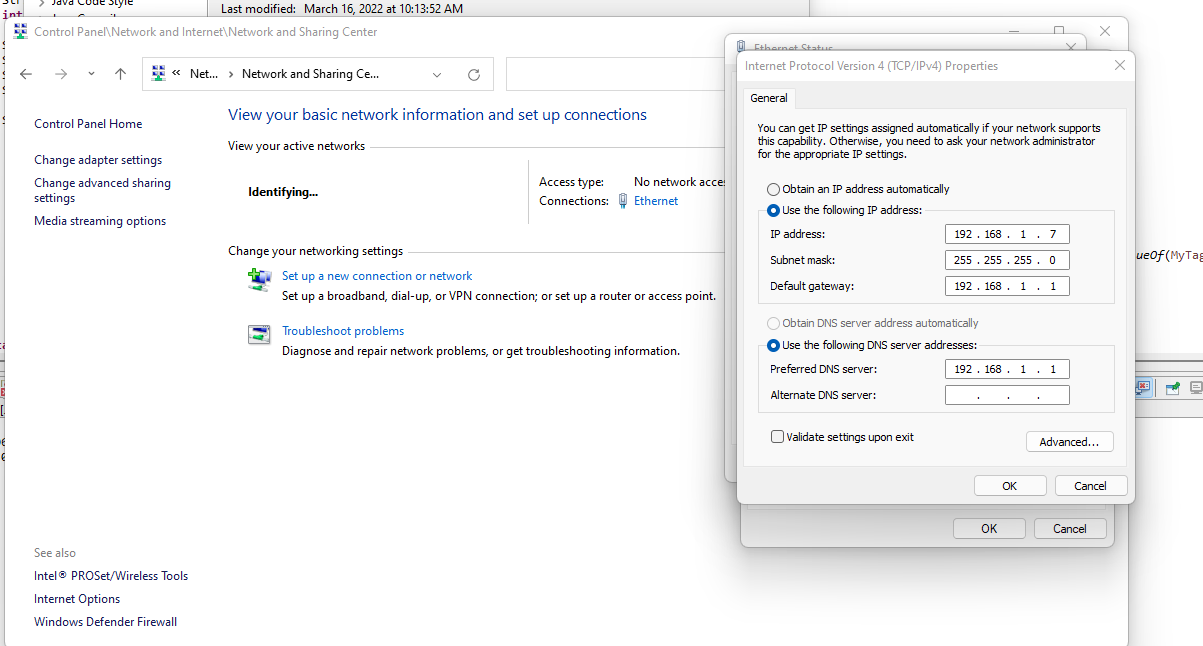 Java Code Style
Last modified: March 16, 2022 at 10:13:52 AM
int
Control Panel\Network and Internet\Network and Sharing Center
Ethernet Status
« Net... › Network and Sharing Ce...
Internet Protocol Version 4 (TCP/IPv4) Properties
General
You can get IP settings assigned automatically if your network supports
this capability. Otherwise, you need to ask your network administrator
for the appropriate IP settings.
Obtain an IP address automatically
Use the following IP address:
IP address: 192 . 168 . 1 . 7
Subnet mask: 255 . 255 . 255 . 0
Default gateway: 192 . 168 . 1 . 1
Obtain DNS server address automatically
Use the following DNS server addresses:
Preferred DNS server: 192 . 168 . 1 . 1
Alternate DNS server: . . .
Validate settings upon exit
Advanced...
OK Cancel
OK Cancel
Control Panel Home
Change adapter settings
Change advanced sharing
settings
Media streaming options
View your basic network information and set up connections
View your active networks
Identifying...
Access type: No network acce
Connections: Ethernet
Change your networking settings
Set up a new connection or network
Set up a broadband, dial-up, or VPN connection; or set up a router or access point.
Troubleshoot problems
Diagnose and repair network problems, or get troubleshooting information.
See also
Intel® PROSet/Wireless Tools
Internet Options
Windows Defender Firewall
ueOf(MyTag